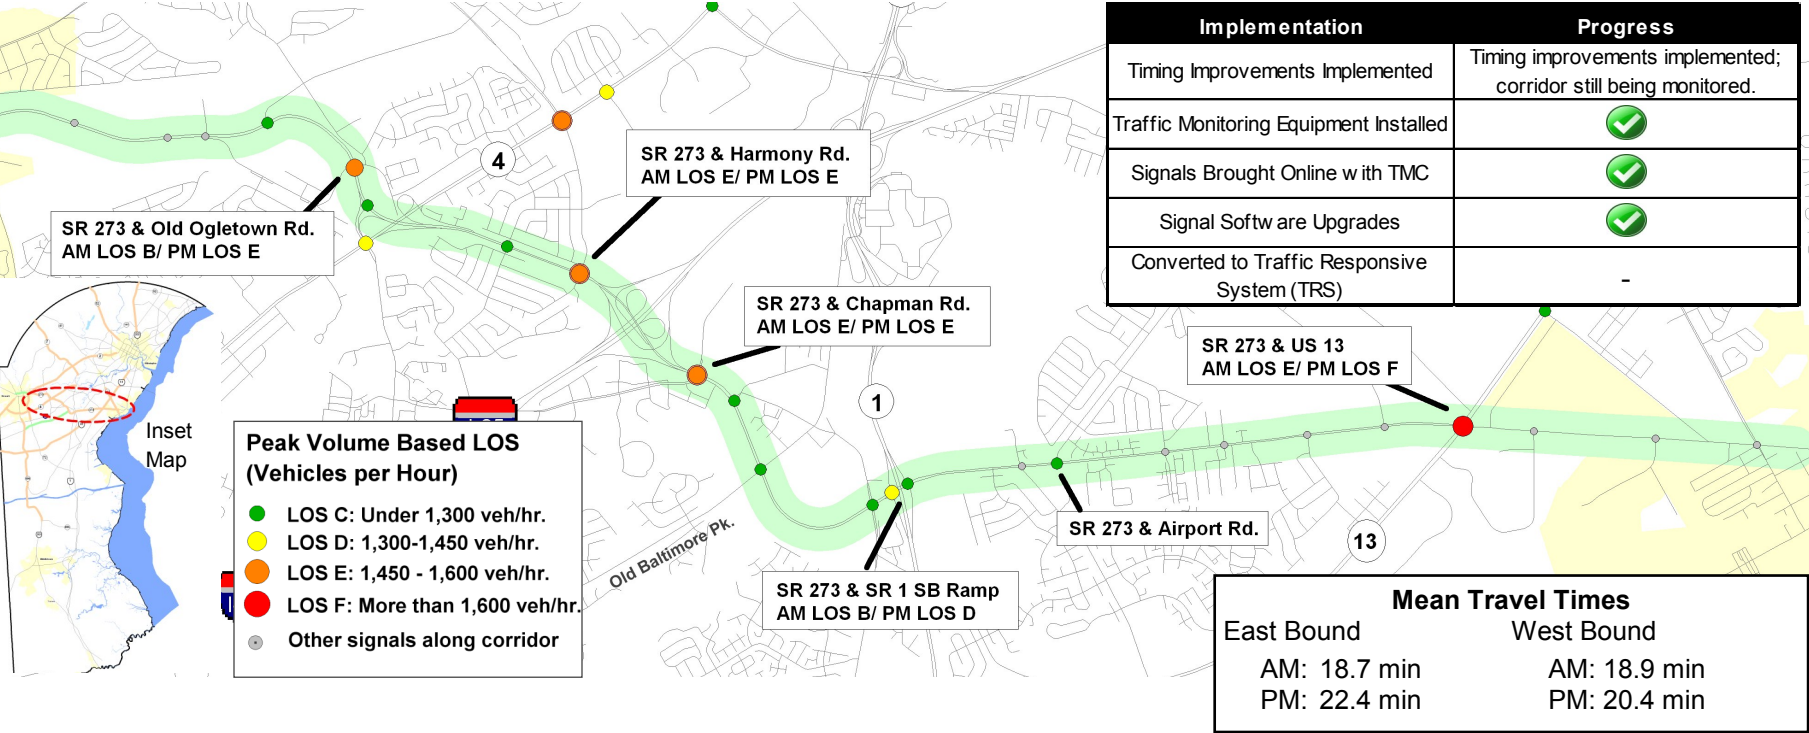 Implementation Progress
Timing Improvements Implemented
Timing improvements implemented;
corridor still being monitored.
Traffic Monitoring Equipment Installed
Signals Brought Online with TMC
Signal Software Upgrades
Converted to Traffic Responsive
System (TRS)
-
4
SR 273 & Harmony Rd.
AM LOS E/ PM LOS E
SR 273 & Old Ogletown Rd.
AM LOS B/ PM LOS E
SR 273 & Chapman Rd.
AM LOS E/ PM LOS E
SR 273 & US 13
AM LOS E/ PM LOS F
1
Inset
Map
Peak Volume Based LOS
(Vehicles per Hour)
LOS C: Under 1,300 veh/hr.
LOS D: 1,300-1,450 veh/hr.
LOS E: 1,450 - 1,600 veh/hr.
LOS F: More than 1,600 veh/hr.
Other signals along corridor
Old Baltimore Pk.
SR 273 & Airport Rd.
13
SR 273 & SR 1 SB Ramp
AM LOS B/ PM LOS D
Mean Travel Times
East Bound West Bound
AM: 18.7 min AM: 18.9 min
PM: 22.4 min PM: 20.4 min